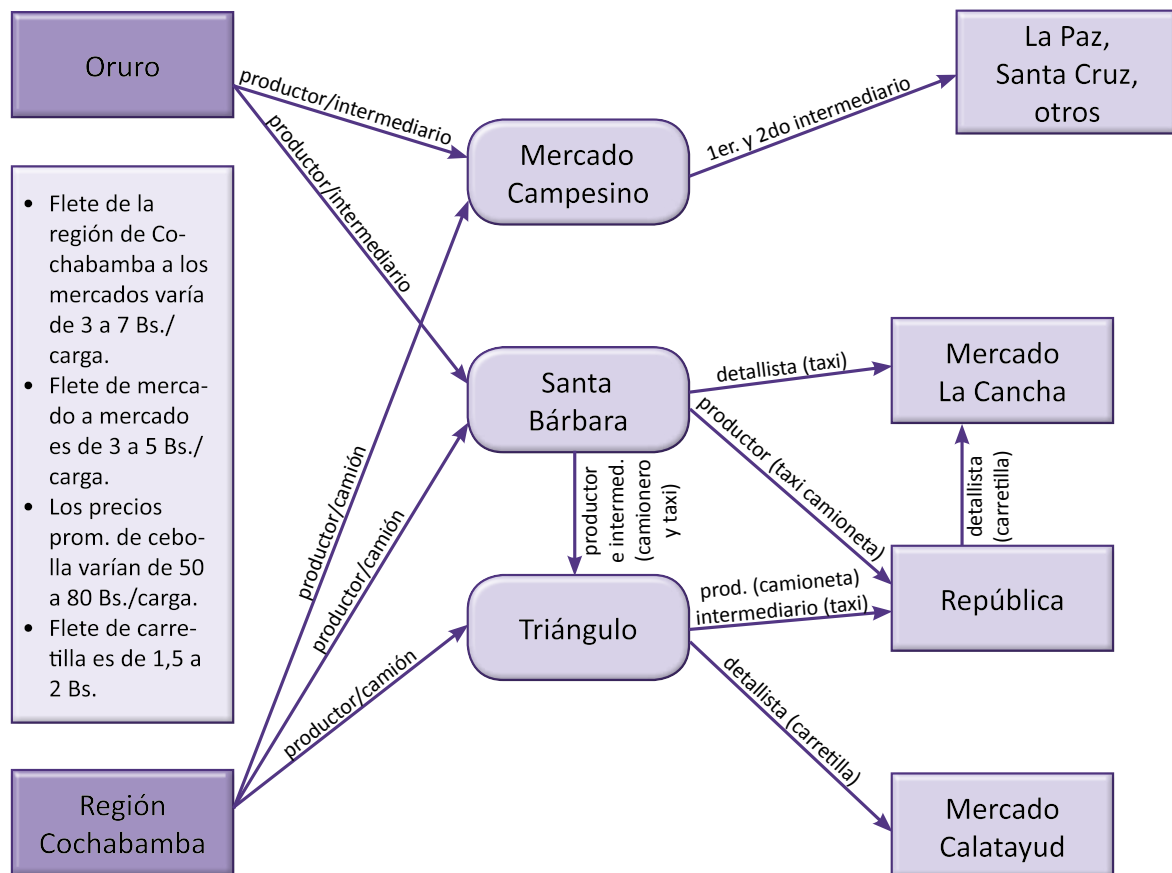 Oruro
productor/intermediario
productor/intermediario
Mercado
Campesino
1er. y 2do intermediario
La Paz,
Santa Cruz,
otros
• Flete de la
región de Co-
chabamba a los
mercados varía
de 3 a 7 Bs./
carga.
• Flete de merca-
do a mercado
es de 3 a 5 Bs./
carga.
• Los precios
prom. de cebo-
lla varían de 50
a 80 Bs./carga.
• Flete de carre-
tilla es de 1,5 a
2 Bs.
Santa
Bárbara
detallista (taxi)
Mercado
La Cancha
productor (taxi camioneta)
productor
e intermed.
(camionero
y taxi)
detallista
(carretilla)
productor/camión
productor/camión
productor/camión
Triángulo
prod. (camioneta)
intermediario (taxi)
República
detallista (carretilla)
Región
Cochabamba
Mercado
Calatayud